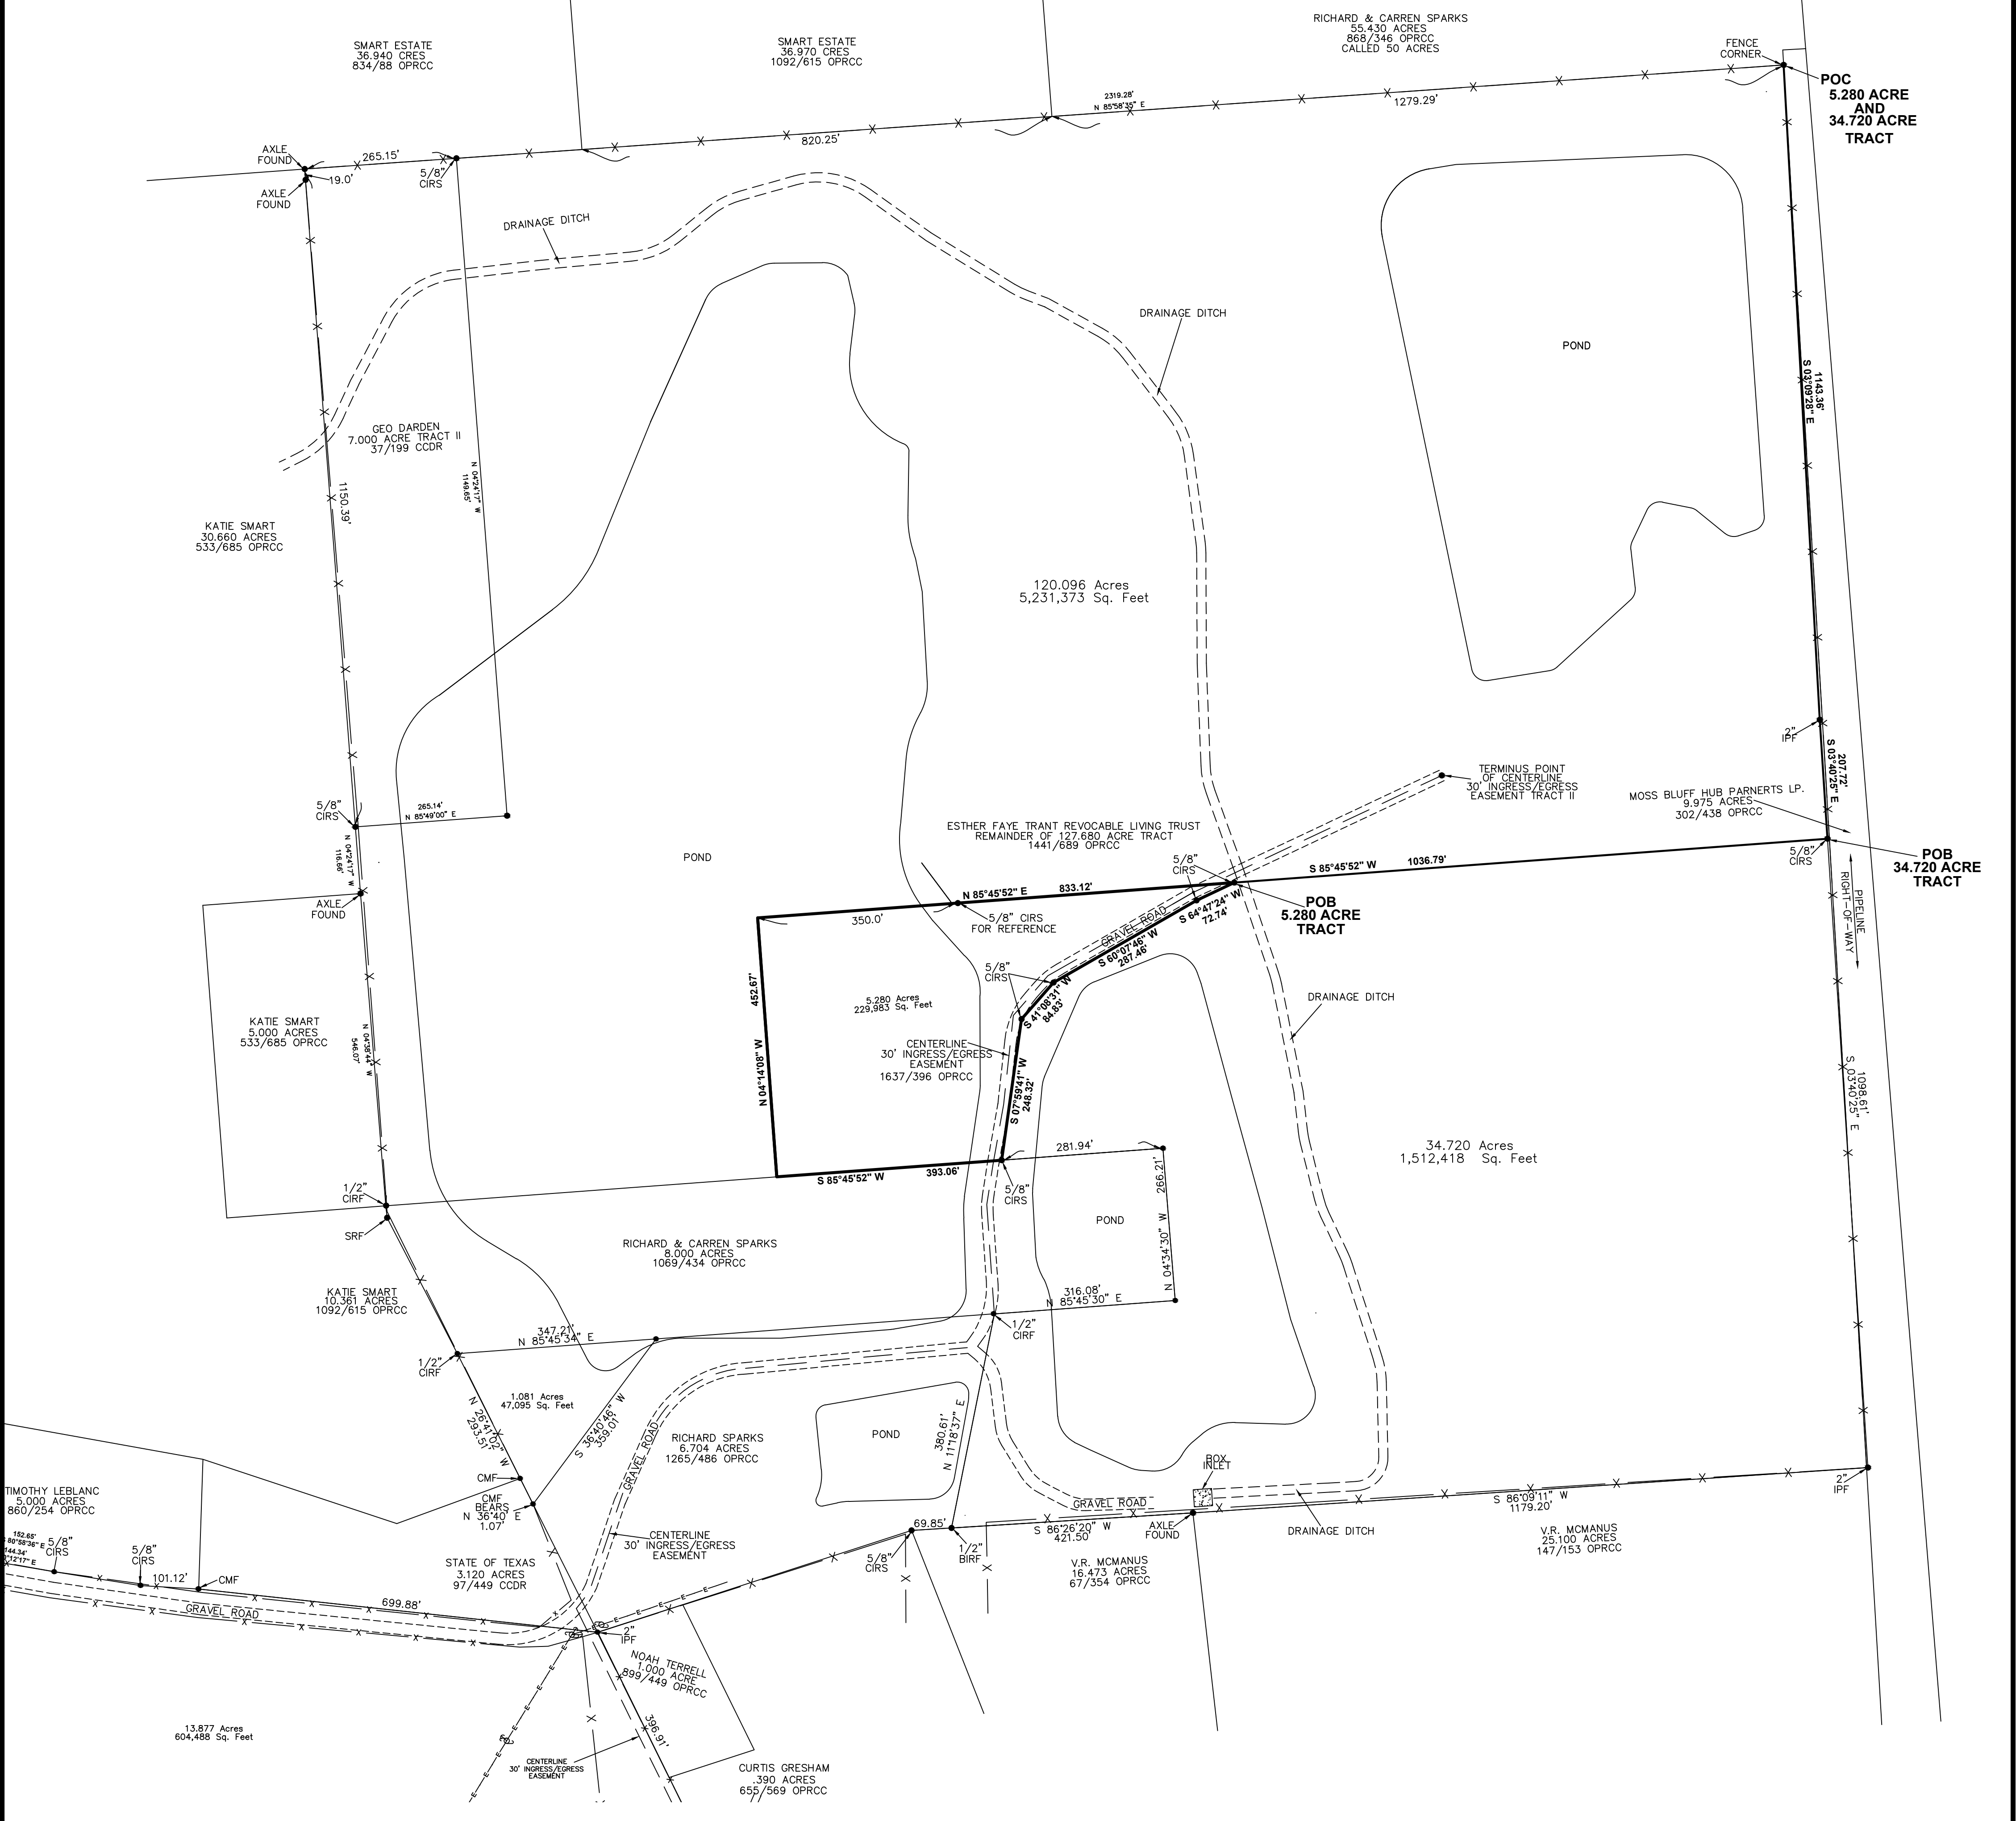 SMART ESTATE
36.940 CRES
834/88 OPRCC
SMART ESTATE
36.970 CRES
1092/615 OPRCC
RICHARD & CARREN SPARKS
55.430 ACRES
868/346 OPRCC
CALLED 50 ACRES
FENCE
CORNER
POC
5.280 ACRE
AND
34.720 ACRE
TRACT
2319.28'
N 85°58'35" E
1279.29'
820.25'
265.15'
AXLE
FOUND
19.0'
AXLE
FOUND
5/8"
CIRS
DRAINAGE DITCH
DRAINAGE DITCH
POND
1143.36'
S 03°09'28" E
GEO DARDEN
7.000 ACRE TRACT II
37/199 CCDR
N 04°24'17" W
1149.65'
1150.39'
KATIE SMART
30.660 ACRES
533/685 OPRCC
120.096 Acres
5,231,373 Sq. Feet
2"
IPF
207.72'
S 03°40'25" E
TERMINUS POINT
OF CENTERLINE
30' INGRESS/EGRESS
EASEMENT TRACT II
MOSS BLUFF HUB PARNERTS LP.
9.975 ACRES
302/438 OPRCC
5/8"
CIRS
265.14'
N 85°49'00" E
N 04°24'17" W
116.66'
POND
ESTHER FAYE TRANT REVOCABLE LIVING TRUST
REMAINDER OF 127.680 ACRE TRACT
1441/689 OPRCC
5/8"
CIRS
S 85°45'52" W
1036.79'
5/8"
CIRS
POB
34.720 ACRE
TRACT
N 85°45'52" E
833.12'
350.0'
5/8" CIRS
FOR REFERENCE
POB
5.280 ACRE
TRACT
S 64°47'24" W
72.74'
GRAVEL ROAD
S 60°07'46" W
287.46'
AXLE
FOUND
PIPELINE
RIGHT-OF-WAY
5/8"
CIRS
S 41°08'31" W
84.83'
452.67'
N 04°14'08" W
5.280 Acres
229,983 Sq. Feet
DRAINAGE DITCH
KATIE SMART
5.000 ACRES
533/685 OPRCC
N 04°38'44" W
546.07'
CENTERLINE
30' INGRESS/EGRESS
EASEMENT
1637/396 OPRCC
S 07°59'41" W
248.32'
1098.61'
S 03°40'25" E
34.720 Acres
1,512,418 Sq. Feet
281.94'
S 85°45'52" W
393.06'
5/8"
CIRS
266.21'
N 04°34'30" W
1/2"
CIRF
SRF
POND
RICHARD & CARREN SPARKS
8.000 ACRES
1069/434 OPRCC
KATIE SMART
10.361 ACRES
1092/615 OPRCC
316.08'
N 85°45'30" E
347.21'
N 85°45'34" E
1/2"
CIRF
1/2"
CIRF
1.081 Acres
47,095 Sq. Feet
N 26°41'02" W
293.51'
S 36°40'46" W
359.01'
GRAVEL ROAD
RICHARD SPARKS
6.704 ACRES
1265/486 OPRCC
POND
380.61'
N 11°18'37" E
BOX
INLET
2"
IPF
CMF
CMF
BEARS
N 36°40' E
1.07'
TIMOTHY LEBLANC
5.000 ACRES
860/254 OPRCC
GRAVEL ROAD
S 86°09'11" W
1179.20'
69.85'
S 86°26'20" W
421.50'
AXLE
FOUND
DRAINAGE DITCH
V.R. MCMANUS
25.100 ACRES
147/153 OPRCC
CENTERLINE
30' INGRESS/EGRESS
EASEMENT
5/8"
CIRS
1/2"
BIRF
V.R. MCMANUS
16.473 ACRES
67/354 OPRCC
152.65'
S 80°58'36" E
144.34'
°12'17" E
5/8"
CIRS
5/8"
CIRS
101.12'
CMF
STATE OF TEXAS
3.120 ACRES
97/449 CCDR
699.88'
GRAVEL ROAD
2"
IPF
NOAH TERRELL
1.000 ACRE
899/449 OPRCC
13.877 Acres
604,488 Sq. Feet
396.91'
CENTERLINE
30' INGRESS/EGRESS
EASEMENT
CURTIS GRESHAM
.390 ACRES
655/569 OPRCC